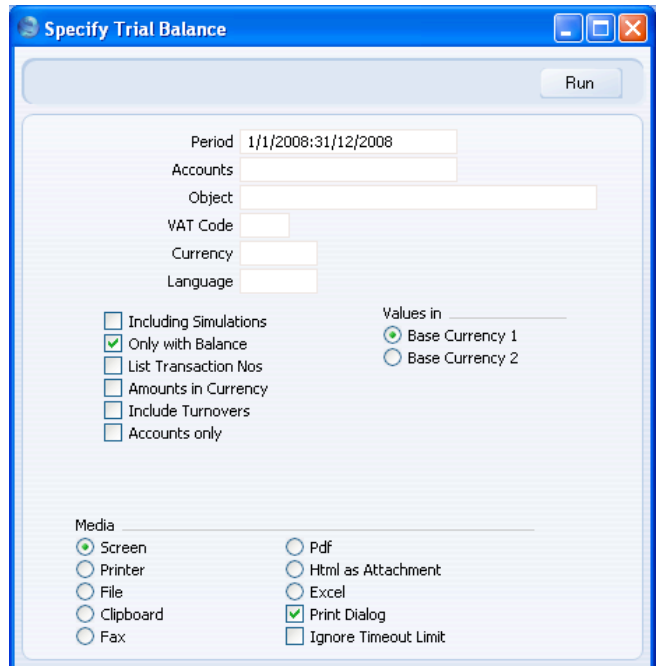 Specify Trial Balance
Run
Period 1/1/2008:31/12/2008
Accounts
Object
VAT Code
Currency
Language
Including Simulations
Only with Balance
List Transaction Nos
Amounts in Currency
Include Turnovers
Accounts only
Values in
Base Currency 1
Base Currency 2
Media
Screen
Printer
File
Clipboard
Fax
Pdf
Html as Attachment
Excel
Print Dialog
Ignore Timeout Limit